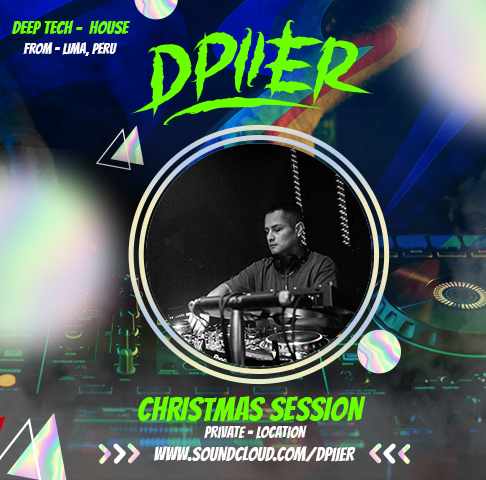 DEEP TECH - HOUSE
FROM - LIMA, PERU
DPIIER
CHRISTMAS SESSION
PRIVATE - LOCATION
WWW.SOUNDCLOUD.COM/DPIIER